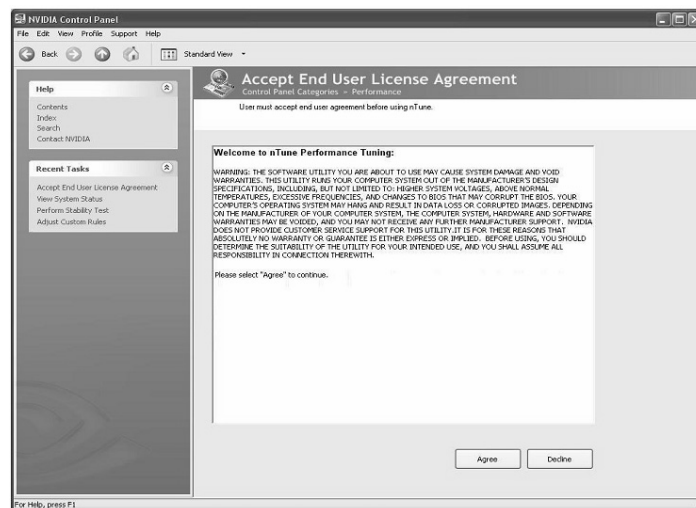 NVIDIA Control Panel
File Edit View Profile Support Help
Back Standard View
Help
Contents
Index
Search
Contact NVIDIA
Recent Tasks
Accept End User License Agreement
View System Status
Perform Stability Test
Adjust Custom Rules
Accept End User License Agreement
Control Panel Categories » Performance
User must accept end user agreement before using nTune.
Welcome to nTune Performance Tuning:
WARNING: THE SOFTWARE UTILITY YOU ARE ABOUT TO USE MAY CAUSE SYSTEM DAMAGE AND VOID
WARRANTIES. THIS UTILITY RUNS YOUR COMPUTER SYSTEM OUT OF THE MANUFACTURER'S DESIGN
SPECIFICATIONS, INCLUDING, BUT NOT LIMITED TO: HIGHER SYSTEM VOLTAGES, ABOVE NORMAL
TEMPERATURES, EXCESSIVE FREQUENCIES, AND CHANGES TO BIOS THAT MAY CORRUPT THE BIOS. YOUR
COMPUTER'S OPERATING SYSTEM MAY HANG AND RESULT IN DATA LOSS OR CORRUPTED IMAGES. DEPENDING
ON THE MANUFACTURER OF YOUR COMPUTER SYSTEM, THE COMPUTER SYSTEM, HARDWARE AND SOFTWARE
WARRANTIES MAY BE VOIDED, AND YOU MAY NOT RECEIVE ANY FURTHER MANUFACTURER SUPPORT. NVIDIA
DOES NOT PROVIDE CUSTOMER SERVICE SUPPORT FOR THIS UTILITY.IT IS FOR THESE REASONS THAT
ABSOLUTELY NO WARRANTY OR GUARANTEE IS EITHER EXPRESS OR IMPLIED. BEFORE USING, YOU SHOULD
DETERMINE THE SUITABILITY OF THE UTILITY FOR YOUR INTENDED USE, AND YOU SHALL ASSUME ALL
RESPONSIBILITY IN CONNECTION THEREWITH.
Please select "Agree" to continue.
Agree Decline
For Help, press F1